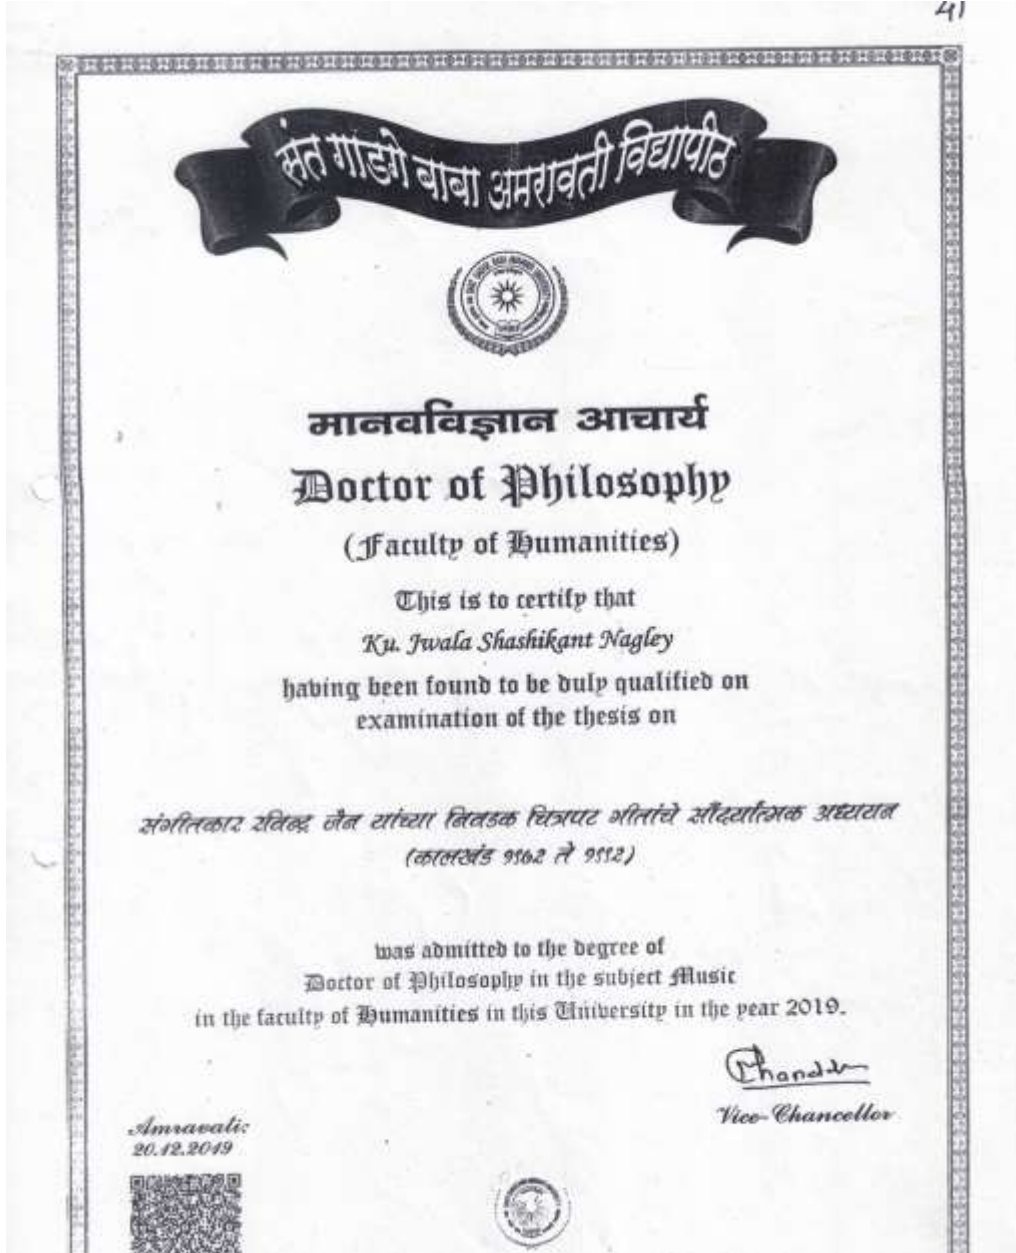 41
संत गाडगे बाबा अमरावती विद्यापीठ
मानवविज्ञान आचार्य
Doctor of Philosophy
(Faculty of Humanities)
This is to certify that
Ku. Jwala Shashikant Nagley
having been found to be duly qualified on
examination of the thesis on
संगीतकार रविन्द्र जैन यांच्या निवडक चित्रपट गीतांचे सौंदर्यात्मक अध्ययन
(कालखंड १९७२ ते १९९२)
was admitted to the degree of
Doctor of Philosophy in the subject Music
in the faculty of Humanities in this University in the year 2019.
Vice-Chancellor
Amravati:
20.12.2019